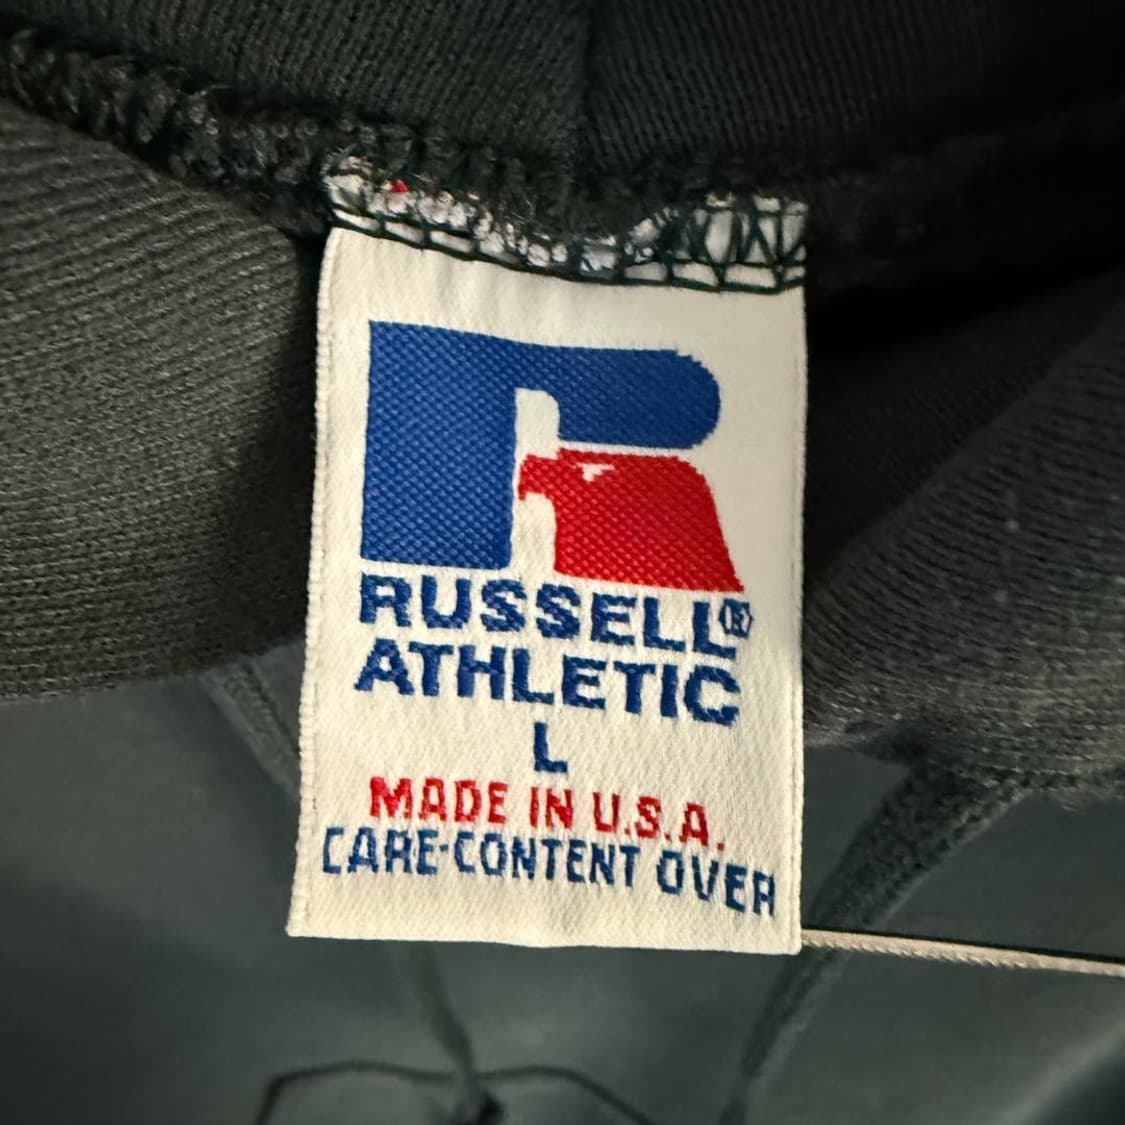 RUSSELL®
ATHLETIC
L
MADE IN U.S.A.
CARE-CONTENT OVER